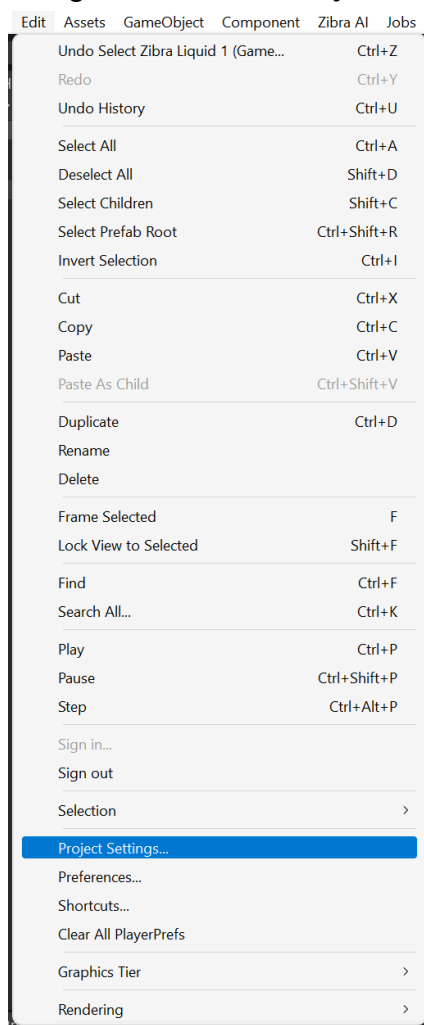 Edit Assets GameObject Component Zibra AI Jobs
Undo Select Zibra Liquid 1 (Game... Ctrl+Z
Redo Ctrl+Y
Undo History Ctrl+U
Select All Ctrl+A
Deselect All Shift+D
Select Children Shift+C
Select Prefab Root Ctrl+Shift+R
Invert Selection Ctrl+I
Cut Ctrl+X
Copy Ctrl+C
Paste Ctrl+V
Paste As Child Ctrl+Shift+V
Duplicate Ctrl+D
Rename
Delete
Frame Selected F
Lock View to Selected Shift+F
Find Ctrl+F
Search All... Ctrl+K
Play Ctrl+P
Pause Ctrl+Shift+P
Step Ctrl+Alt+P
Sign in...
Sign out
Selection >
Project Settings...
Preferences...
Shortcuts...
Clear All PlayerPrefs
Graphics Tier >
Rendering >